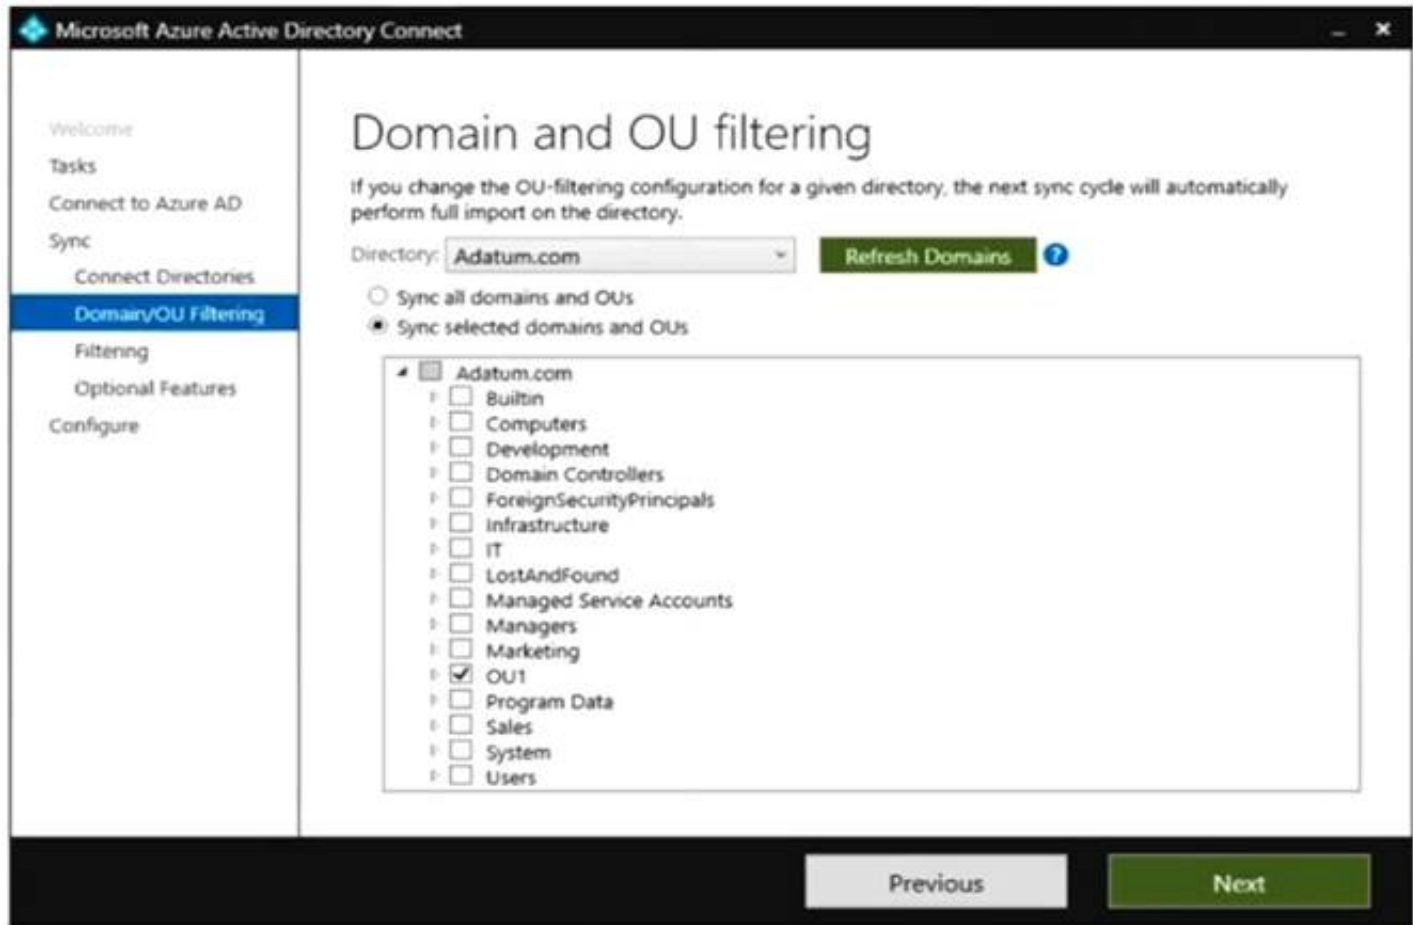 Microsoft Azure Active Directory Connect
Welcome
Tasks
Connect to Azure AD
Sync
Connect Directories
Domain/OU Filtering
Filtering
Optional Features
Configure
Domain and OU filtering
If you change the OU-filtering configuration for a given directory, the next sync cycle will automatically
perform full import on the directory.
Directory: Adatum.com Refresh Domains ?
Sync all domains and OUs
Sync selected domains and OUs
Adatum.com
Builtin
Computers
Development
Domain Controllers
ForeignSecurityPrincipals
Infrastructure
IT
LostAndFound
Managed Service Accounts
Managers
Marketing
OU1
Program Data
Sales
System
Users
Previous Next